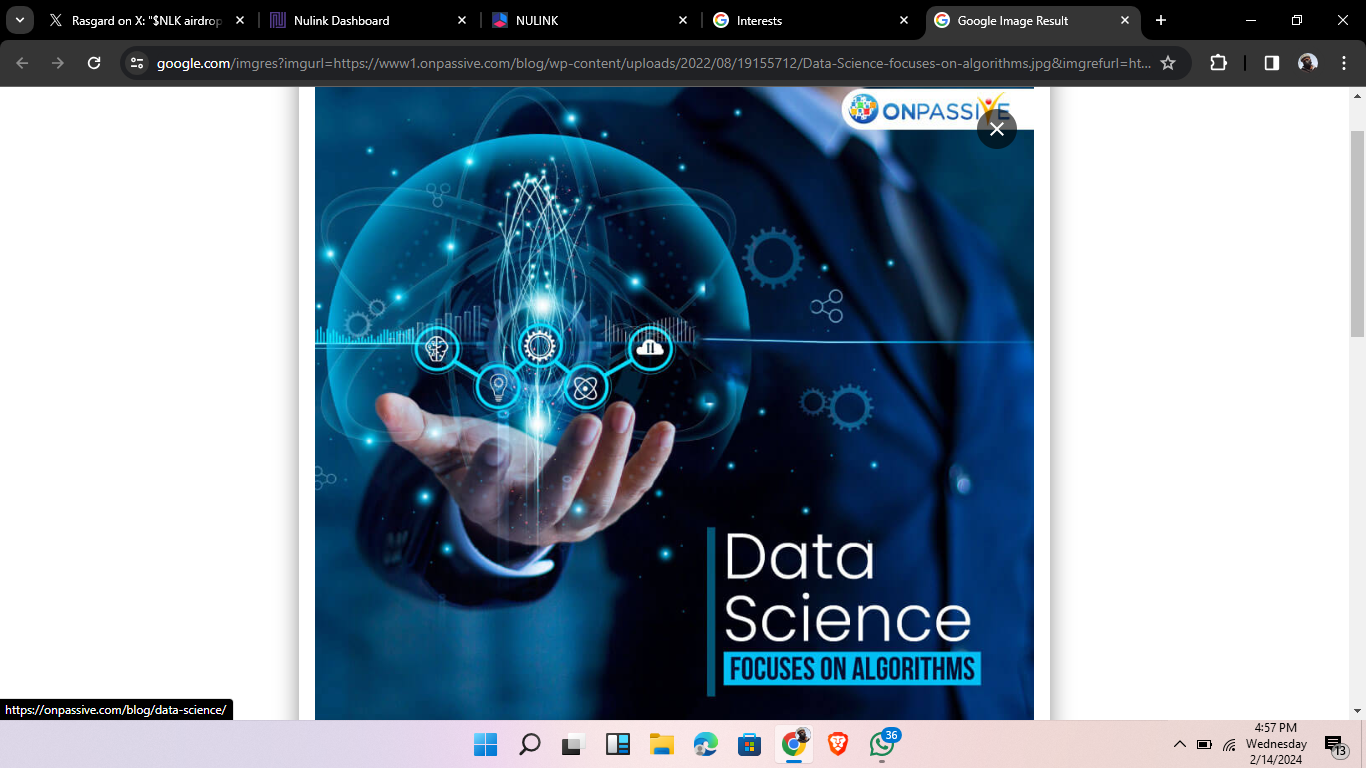 Rasgard on X: "$NLK airdrop
Nulink Dashboard
NULINK
Interests
Google Image Result
google.com/imgres?imgurl=https://www1.onpassive.com/blog/wp-content/uploads/2022/08/19155712/Data-Science-focuses-on-algorithms.jpg&imgrefurl=ht...
ONPASSIVE
Data
Science
FOCUSES ON ALGORITHMS
https://onpassive.com/blog/data-science/
36
4:57 PM
Wednesday
2/14/2024
13